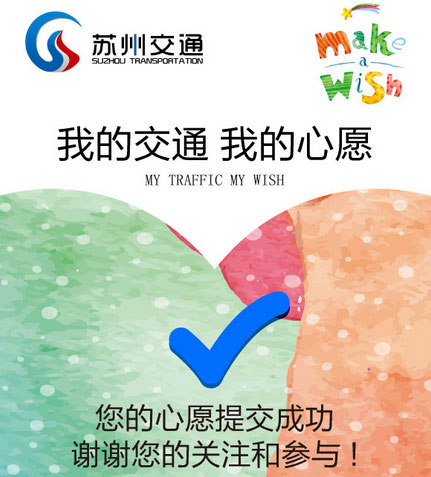 苏州交通
SUZHOU TRANSPORTATION
make
a
Wish
我的交通 我的心愿
MY TRAFFIC MY WISH
您的心愿提交成功
谢谢您的关注和参与！